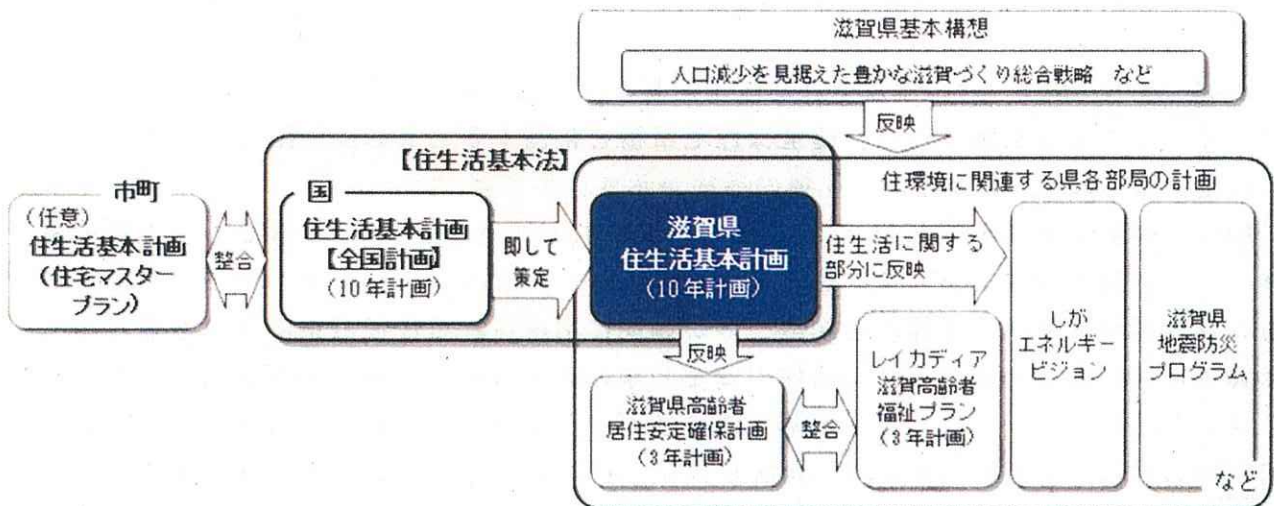 滋賀県基本構想
人口減少を見据えた豊かな滋賀づくり総合戦略 など
反映
【住生活基本法】
住環境に関連する県各部局の計画
市町
(任意)
住生活基本計画
(住宅マスター
プラン)
整合
国
住生活基本計画
【全国計画】
(10年計画)
即して
策定
滋賀県
住生活基本計画
(10年計画)
住生活に関する
部分に反映
反映
滋賀県高齢者
居住安定確保計画
(3年計画)
整合
レイカディア
滋賀高齢者
福祉プラン
(3年計画)
しが
エネルギー
ビジョン
滋賀県
地震防災
プログラム
など